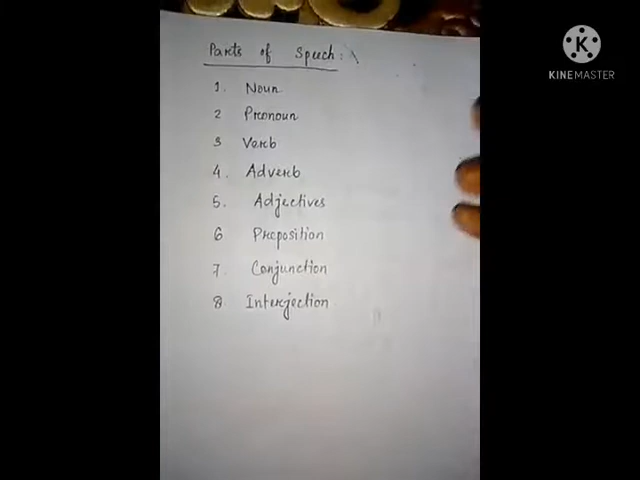 Parts of Speech :
1. Noun
2 Pronoun
3 Verb
4. Adverb
5. Adjectives
6 Preposition
7. Conjunction
8 Interjection
K
KINEMASTER